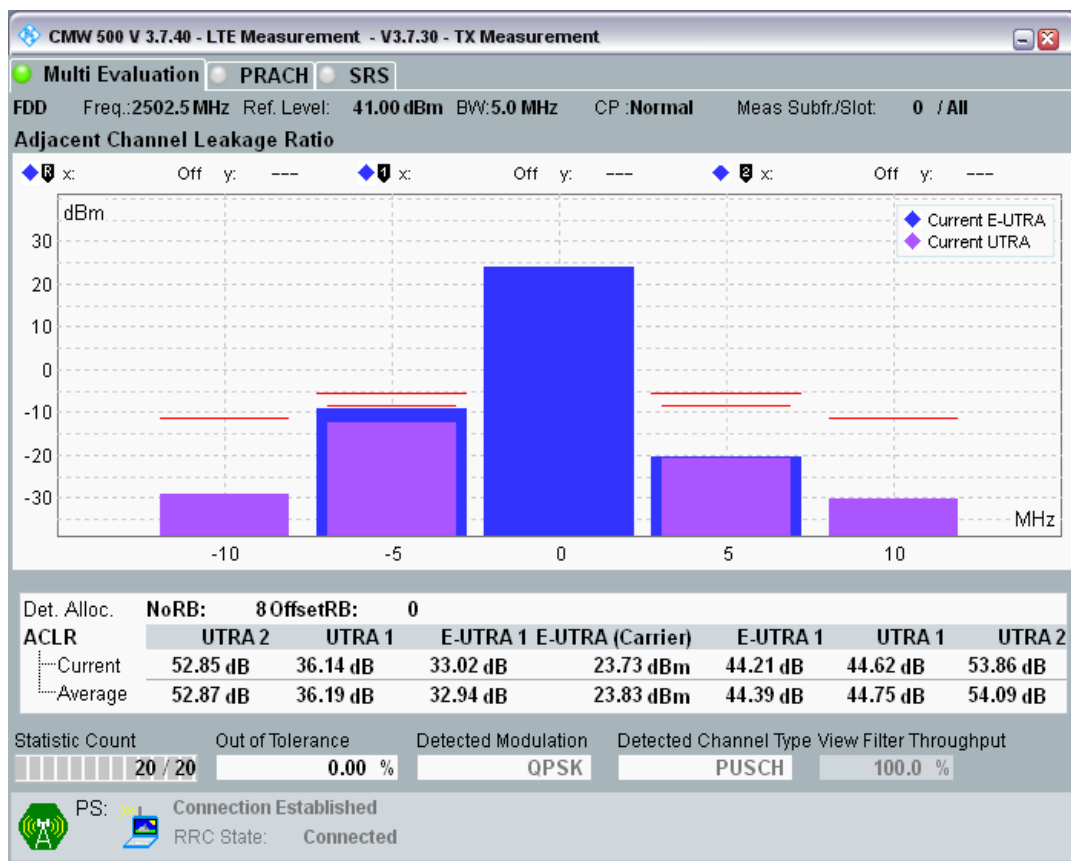 CMW 500 V 3.7.40 - LTE Measurement - V3.7.30 - TX Measurement
Multi Evaluation PRACH SRS
FDD Freq.:2502.5 MHz Ref. Level: 41.00 dBm BW:5.0 MHz CP :Normal Meas Subfr./Slot: 0 / All
Adjacent Channel Leakage Ratio
R x: Off y: --- 1 x: Off y: --- 2 x: Off y: ---
dBm
Current E-UTRA
Current UTRA
30
20
10
0
-10
-20
-30
MHz
-10 -5 0 5 10
Det. Alloc. NoRB: 8 OffsetRB: 0
ACLR UTRA 2 UTRA 1 E-UTRA 1 E-UTRA (Carrier) E-UTRA 1 UTRA 1 UTRA 2
Current 52.85 dB 36.14 dB 33.02 dB 23.73 dBm 44.21 dB 44.62 dB 53.86 dB
Average 52.87 dB 36.19 dB 32.94 dB 23.83 dBm 44.39 dB 44.75 dB 54.09 dB
Statistic Count Out of Tolerance Detected Modulation Detected Channel Type View Filter Throughput
20 / 20 0.00 % QPSK PUSCH 100.0 %
PS: Connection Established
RRC State: Connected